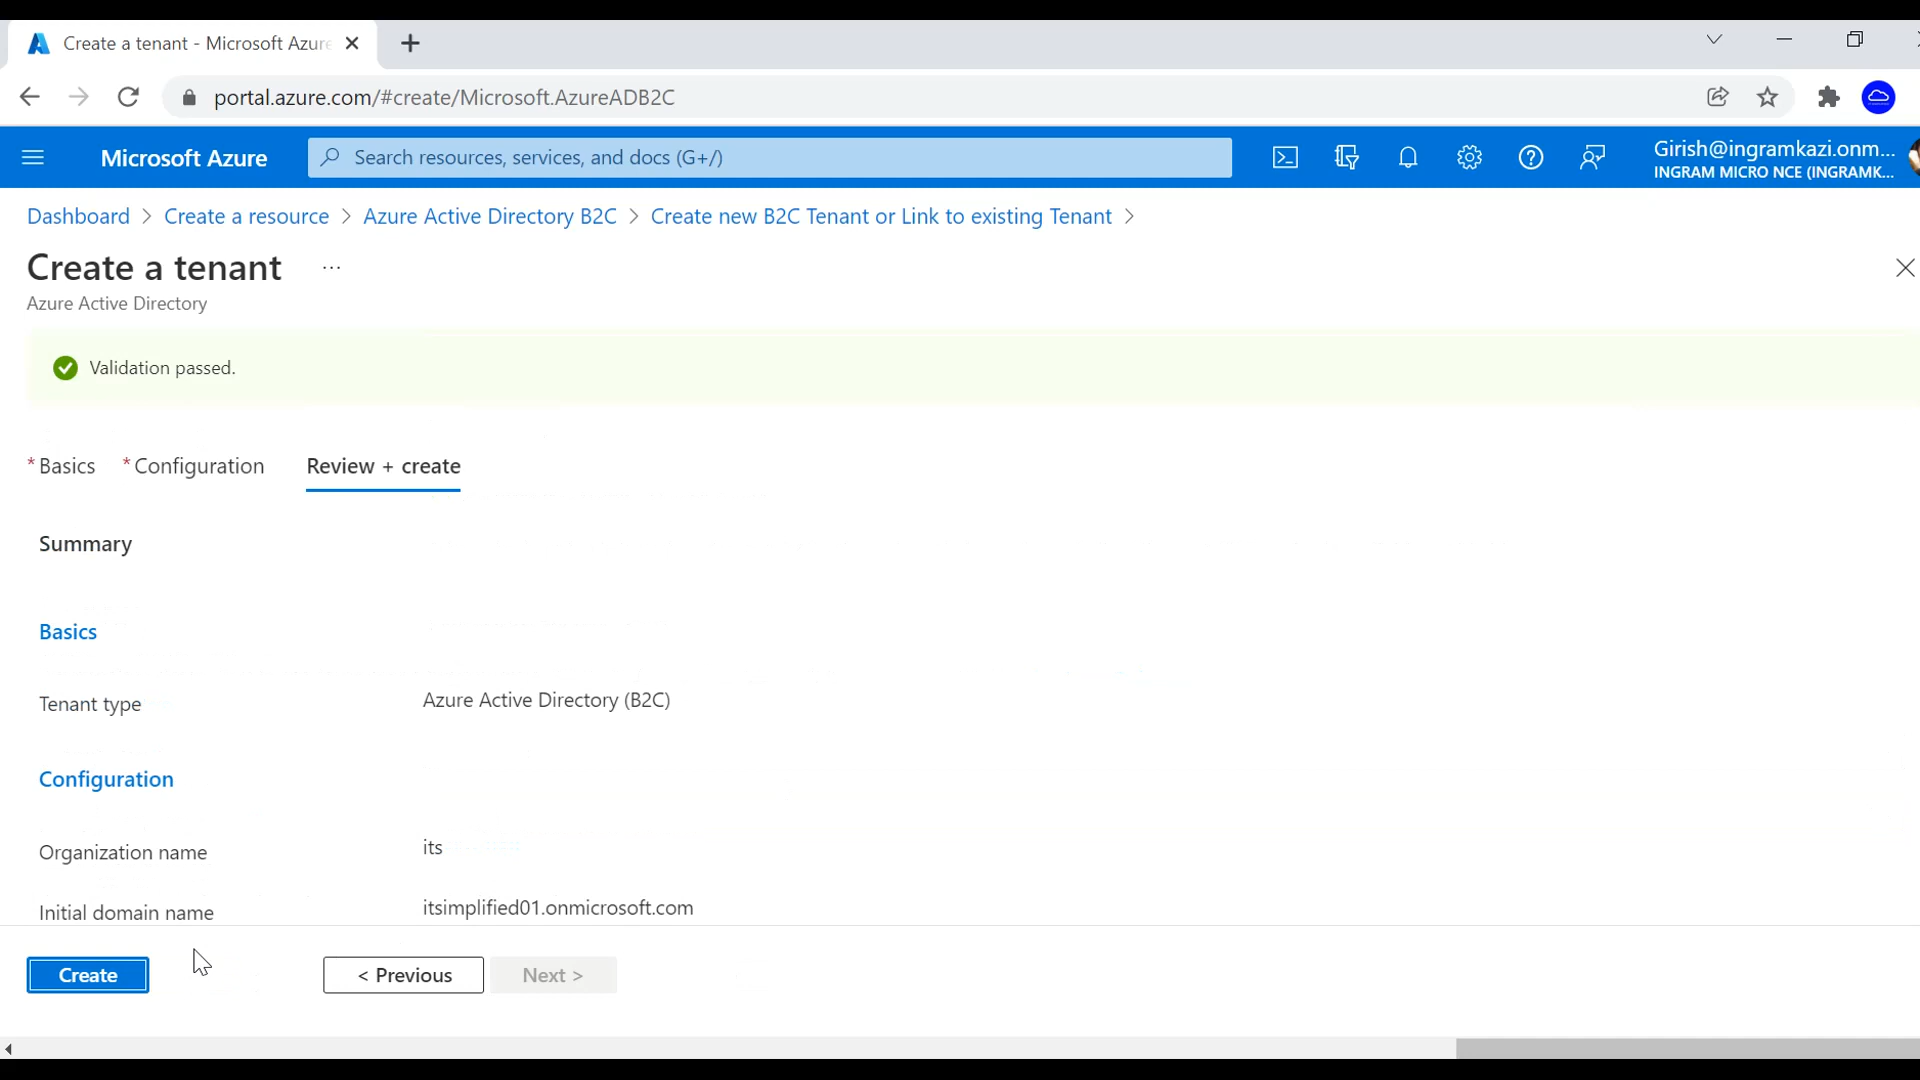 Create a tenant - Microsoft Azure
portal.azure.com/#create/Microsoft.AzureADB2C
Microsoft Azure
Search resources, services, and docs (G+/)
Girish@ingramkazi.onm...
INGRAM MICRO NCE (INGRAMK...
Dashboard > Create a resource > Azure Active Directory B2C > Create new B2C Tenant or Link to existing Tenant >
Create a tenant ...
Azure Active Directory
Validation passed.
* Basics * Configuration Review + create
Summary
Basics
Tenant type Azure Active Directory (B2C)
Configuration
Organization name its
Initial domain name itsimplified01.onmicrosoft.com
Create < Previous Next >